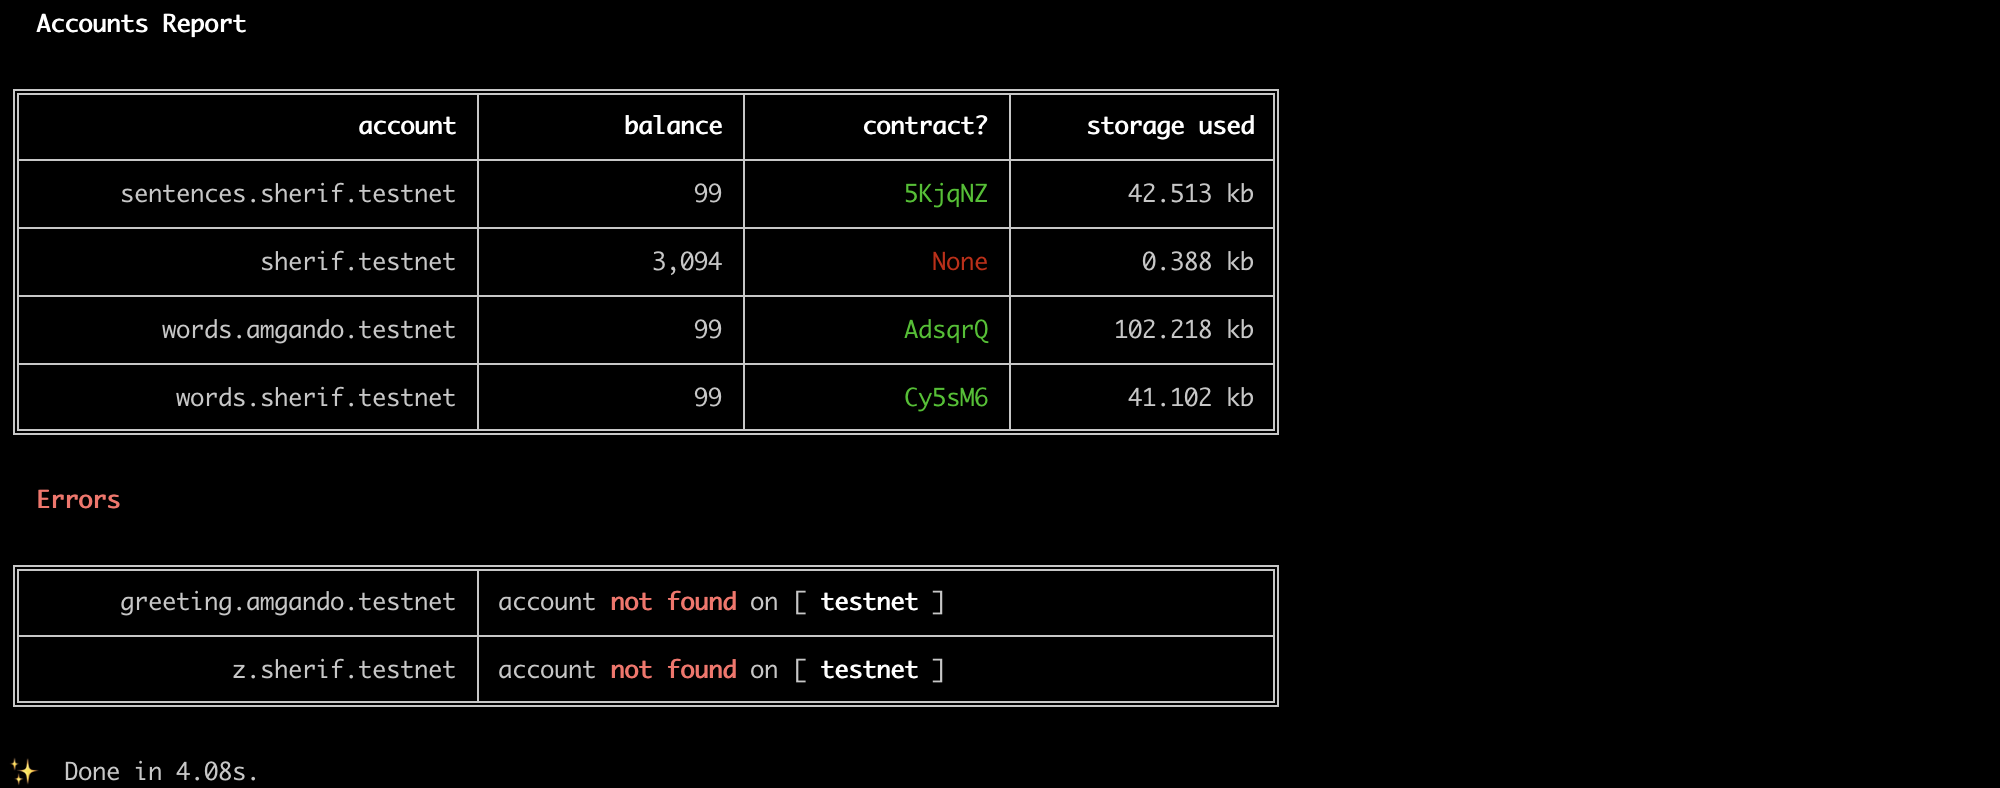 Accounts Report
account balance contract? storage used
sentences.sherif.testnet 99 5KjqNZ 42.513 kb
sherif.testnet 3,094 None 0.388 kb
words.amgando.testnet 99 AdsqrQ 102.218 kb
words.sherif.testnet 99 Cy5sM6 41.102 kb
Errors
greeting.amgando.testnet account not found on [ testnet ]
z.sherif.testnet account not found on [ testnet ]
✨ Done in 4.08s.